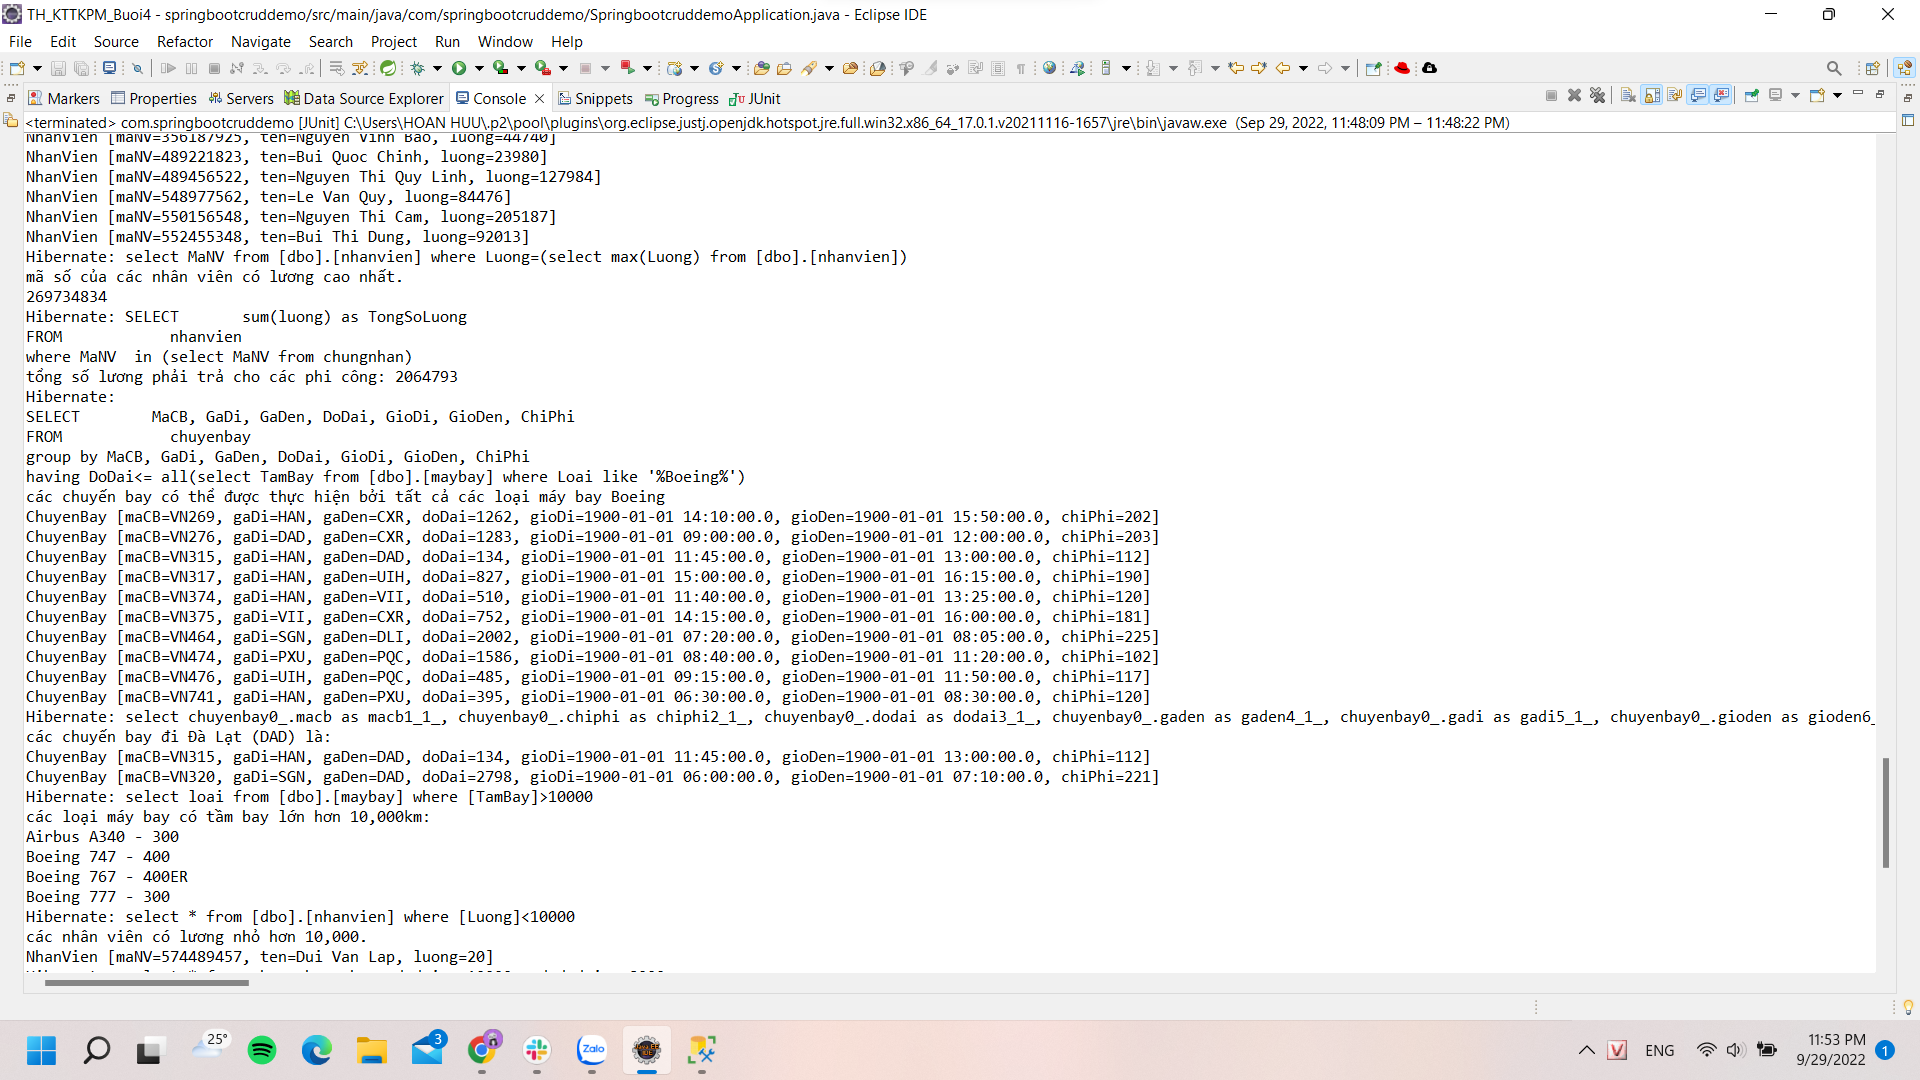 TH_KTTKPM_Buoi4 - springbootcruddemo/src/main/java/com/springbootcruddemo/SpringbootcruddemoApplication.java - Eclipse IDE
File Edit Source Refactor Navigate Search Project Run Window Help
Markers Properties Servers Data Source Explorer Console Snippets Progress JUnit
<terminated> com.springbootcruddemo [JUnit] C:\Users\HOAN HUU\.p2\pool\plugins\org.eclipse.justj.openjdk.hotspot.jre.full.win32.x86_64_17.0.1.v20211116-1657\jre\bin\javaw.exe (Sep 29, 2022, 11:48:09 PM – 11:48:22 PM)
NhanVien [maNV=356187925, ten=Nguyen Vinh Bao, luong=44740]
NhanVien [maNV=489221823, ten=Bui Quoc Chinh, luong=23980]
NhanVien [maNV=489456522, ten=Nguyen Thi Quy Linh, luong=127984]
NhanVien [maNV=548977562, ten=Le Van Quy, luong=84476]
NhanVien [maNV=550156548, ten=Nguyen Thi Cam, luong=205187]
NhanVien [maNV=552455348, ten=Bui Thi Dung, luong=92013]
Hibernate: select MaNV from [dbo].[nhanvien] where Luong=(select max(Luong) from [dbo].[nhanvien])
mã số của các nhân viên có lương cao nhất.
269734834
Hibernate: SELECT sum(luong) as TongSoLuong
FROM nhanvien
where MaNV in (select MaNV from chungnhan)
tổng số lương phải trả cho các phi công: 2064793
Hibernate:
SELECT MaCB, GaDi, GaDen, DoDai, GioDi, GioDen, ChiPhi
FROM chuyenbay
group by MaCB, GaDi, GaDen, DoDai, GioDi, GioDen, ChiPhi
having DoDai<= all(select TamBay from [dbo].[maybay] where Loai like '%Boeing%')
các chuyến bay có thể được thực hiện bởi tất cả các loại máy bay Boeing
ChuyenBay [maCB=VN269, gaDi=HAN, gaDen=CXR, doDai=1262, gioDi=1900-01-01 14:10:00.0, gioDen=1900-01-01 15:50:00.0, chiPhi=202]
ChuyenBay [maCB=VN276, gaDi=DAD, gaDen=CXR, doDai=1283, gioDi=1900-01-01 09:00:00.0, gioDen=1900-01-01 12:00:00.0, chiPhi=203]
ChuyenBay [maCB=VN315, gaDi=HAN, gaDen=DAD, doDai=134, gioDi=1900-01-01 11:45:00.0, gioDen=1900-01-01 13:00:00.0, chiPhi=112]
ChuyenBay [maCB=VN317, gaDi=HAN, gaDen=UIH, doDai=827, gioDi=1900-01-01 15:00:00.0, gioDen=1900-01-01 16:15:00.0, chiPhi=190]
ChuyenBay [maCB=VN374, gaDi=HAN, gaDen=VII, doDai=510, gioDi=1900-01-01 11:40:00.0, gioDen=1900-01-01 13:25:00.0, chiPhi=120]
ChuyenBay [maCB=VN375, gaDi=VII, gaDen=CXR, doDai=752, gioDi=1900-01-01 14:15:00.0, gioDen=1900-01-01 16:00:00.0, chiPhi=181]
ChuyenBay [maCB=VN464, gaDi=SGN, gaDen=DLI, doDai=2002, gioDi=1900-01-01 07:20:00.0, gioDen=1900-01-01 08:05:00.0, chiPhi=225]
ChuyenBay [maCB=VN474, gaDi=PXU, gaDen=PQC, doDai=1586, gioDi=1900-01-01 08:40:00.0, gioDen=1900-01-01 11:20:00.0, chiPhi=102]
ChuyenBay [maCB=VN476, gaDi=UIH, gaDen=PQC, doDai=485, gioDi=1900-01-01 09:15:00.0, gioDen=1900-01-01 11:50:00.0, chiPhi=117]
ChuyenBay [maCB=VN741, gaDi=HAN, gaDen=PXU, doDai=395, gioDi=1900-01-01 06:30:00.0, gioDen=1900-01-01 08:30:00.0, chiPhi=120]
Hibernate: select chuyenbay0_.macb as macb1_1_, chuyenbay0_.chiphi as chiphi2_1_, chuyenbay0_.dodai as dodai3_1_, chuyenbay0_.gaden as gaden4_1_, chuyenbay0_.gadi as gadi5_1_, chuyenbay0_.gioden as gioden6_
các chuyến bay đi Đà Lạt (DAD) là:
ChuyenBay [maCB=VN315, gaDi=HAN, gaDen=DAD, doDai=134, gioDi=1900-01-01 11:45:00.0, gioDen=1900-01-01 13:00:00.0, chiPhi=112]
ChuyenBay [maCB=VN320, gaDi=SGN, gaDen=DAD, doDai=2798, gioDi=1900-01-01 06:00:00.0, gioDen=1900-01-01 07:10:00.0, chiPhi=221]
Hibernate: select loai from [dbo].[maybay] where [TamBay]>10000
các loại máy bay có tầm bay lớn hơn 10,000km:
Airbus A340 - 300
Boeing 747 - 400
Boeing 767 - 400ER
Boeing 777 - 300
Hibernate: select * from [dbo].[nhanvien] where [Luong]<10000
các nhân viên có lương nhỏ hơn 10,000.
NhanVien [maNV=574489457, ten=Dui Van Lap, luong=20]
25°
3
Zalo
ENG
11:53 PM
9/29/2022
1